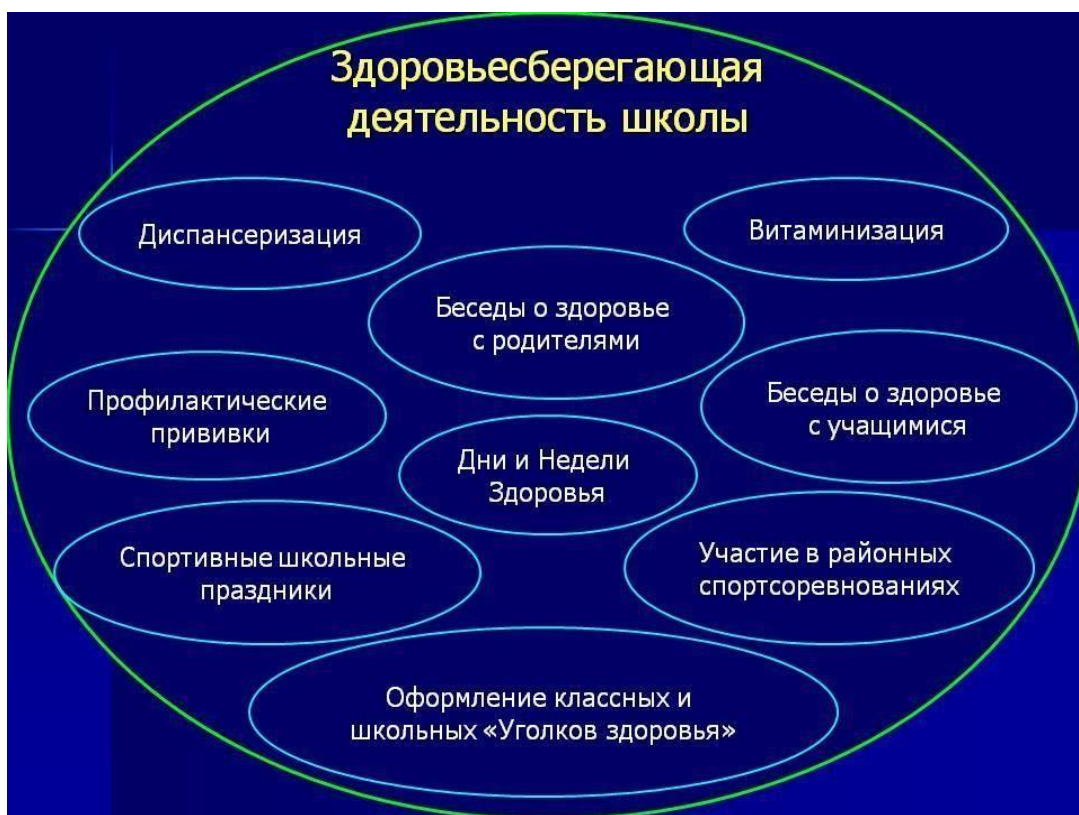 Здоровьесберегающая
деятельность школы
Диспансеризация
Витаминизация
Беседы о здоровье
с родителями
Профилактические
прививки
Беседы о здоровье
с учащимися
Дни и Недели
Здоровья
Спортивные школьные
праздники
Участие в районных
спортсоревнованиях
Оформление классных и
школьных «Уголков здоровья»